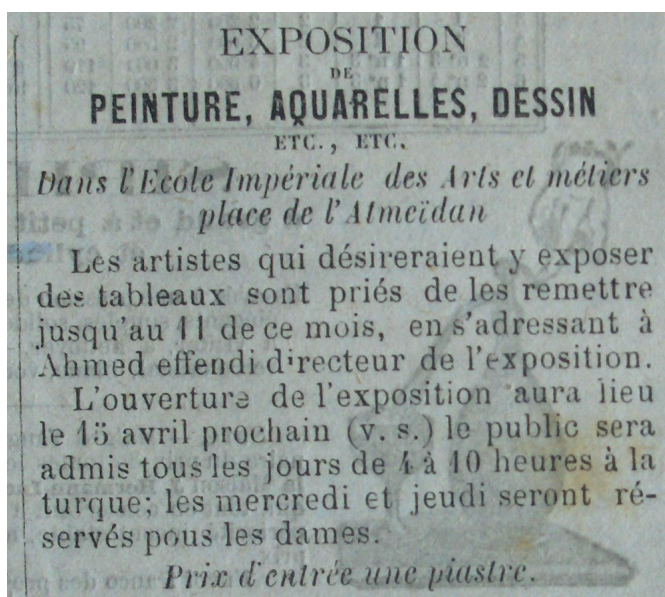 EXPOSITION
DE
PEINTURE, AQUARELLES, DESSIN
ETC., ETC.
Dans l'Ecole Impériale des Arts et métiers
place de l'Atmeïdan
Les artistes qui désireraient y exposer
des tableaux sont priés de les remettre
jusqu'au 11 de ce mois, en s'adressant à
Ahmed effendi directeur de l'exposition.
L'ouverture de l'exposition aura lieu
le 15 avril prochain (v. s.) le public sera
admis tous les jours de 4 à 10 heures à la
turque; les mercredi et jeudi seront ré-
servés pous les dames.
Prix d'entrée une piastre.